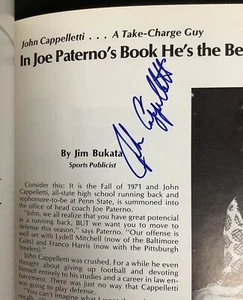 John Cappelletti . . . A Take-Charge Guy
In Joe Paterno's Book He's the Be
John Cappelletti
By Jim Bukata
Sports Publicist
Consider this: It is the Fall of 1971 and John
Cappelletti, all-state high school running back and
sophomore-to-be at Penn State, is summoned
into the office of head coach Joe Paterno.
"John, we all realize that you have great potential
as a running back, BUT we want you to move to
defense this season," says Paterno. "Our offense
is set with Lydell Mitchell (now of the Baltimore
Colts) and Franco Harris (now with the Pittsburgh
Steelers)."
John Cappelletti was crushed. For a while he even
thought about giving up football and devoting
himself entirely to his studies and a career in law en-
forcement. There was no way that Cappelletti
was going to play defense.
can't imagine what